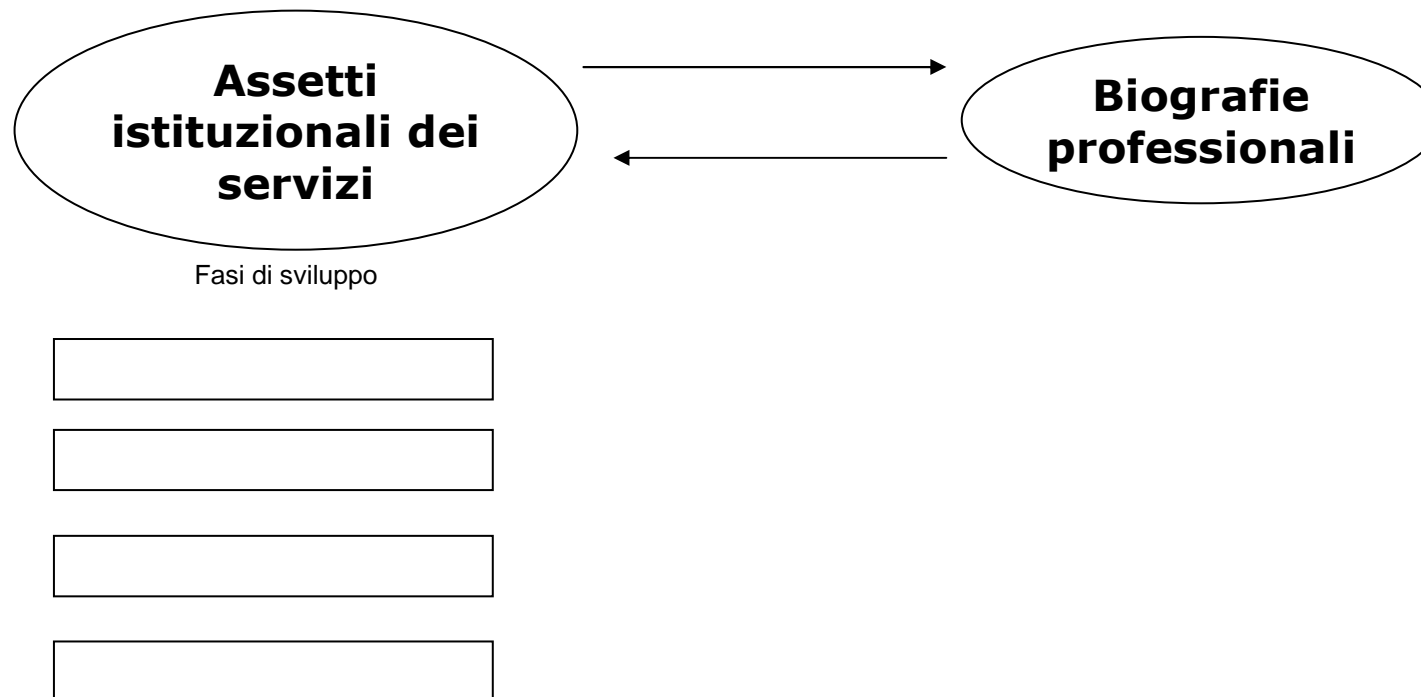 Assetti
istituzionali dei
servizi
Biografie
professionali
Fasi di sviluppo